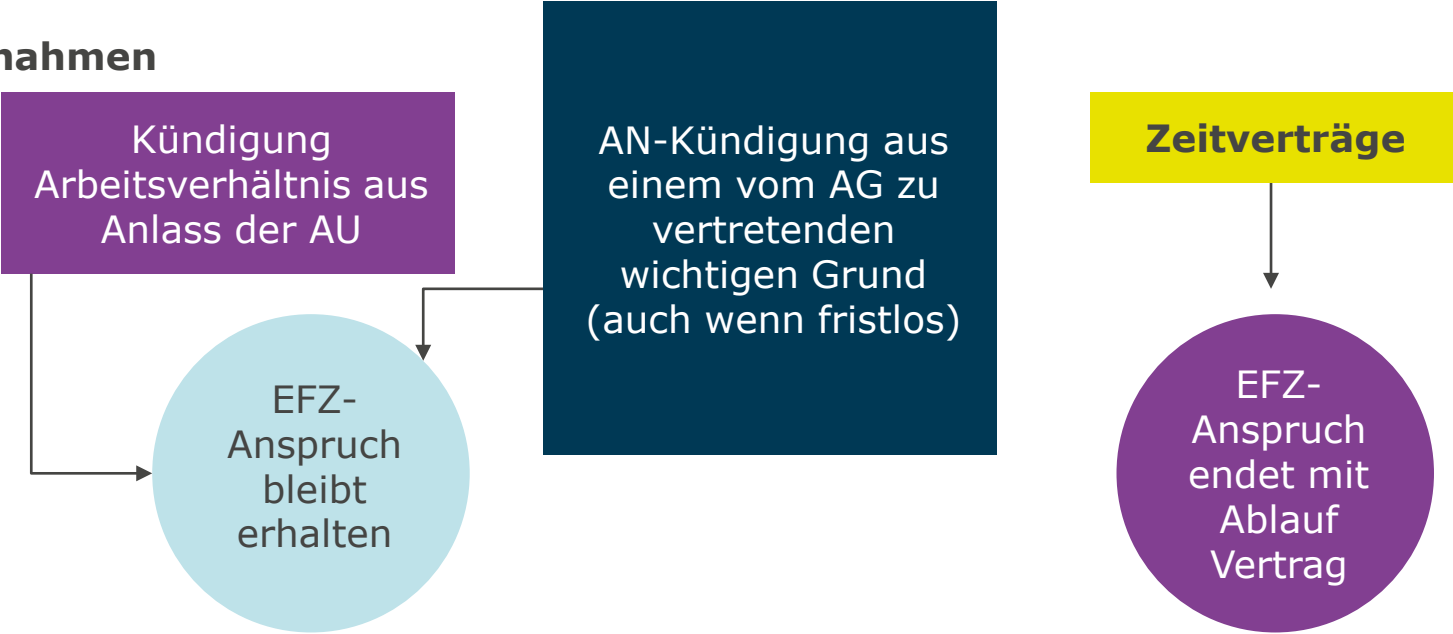 nahmen
Kündigung
Arbeitsverhältnis aus
Anlass der AU
AN-Kündigung aus
einem vom AG zu
vertretenden
wichtigen Grund
(auch wenn fristlos)
Zeitverträge
EFZ-
Anspruch
bleibt
erhalten
EFZ-
Anspruch
endet mit
Ablauf
Vertrag